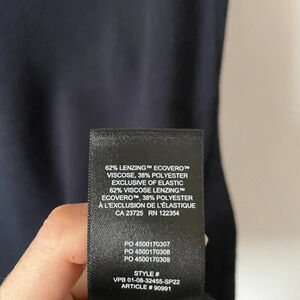 62% LENZING™ ECOVERO™
VISCOSE, 38% POLYESTER
EXCLUSIVE OF ELASTIC
62% VISCOSE LENZING™
ECOVERO™, 38% POLYESTER
À L'EXCLUSION DE L'ÉLASTIQUE
CA 23725 RN 122354
PO 4500170307
PO 4500170308
PO 4500170309
STYLE #
VPB 01-08-32455-SP22
ARTICLE # 90991